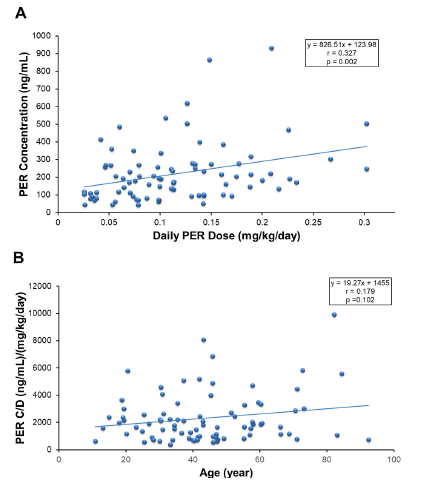 A
1000
900
800
700
600
500
400
300
200
100
0
PER Concentration (ng/mL)
y = 826.51x + 123.98
r = 0.327
p = 0.002
0 0.05 0.1 0.15 0.2 0.25 0.3
Daily PER Dose (mg/kg/day)
B
12000
10000
8000
6000
4000
2000
0
PER C/D (ng/mL)/(mg/kg/day)
y = 19.27x + 1455
r = 0.179
p =0.102
0 20 40 60 80 100
Age (year)